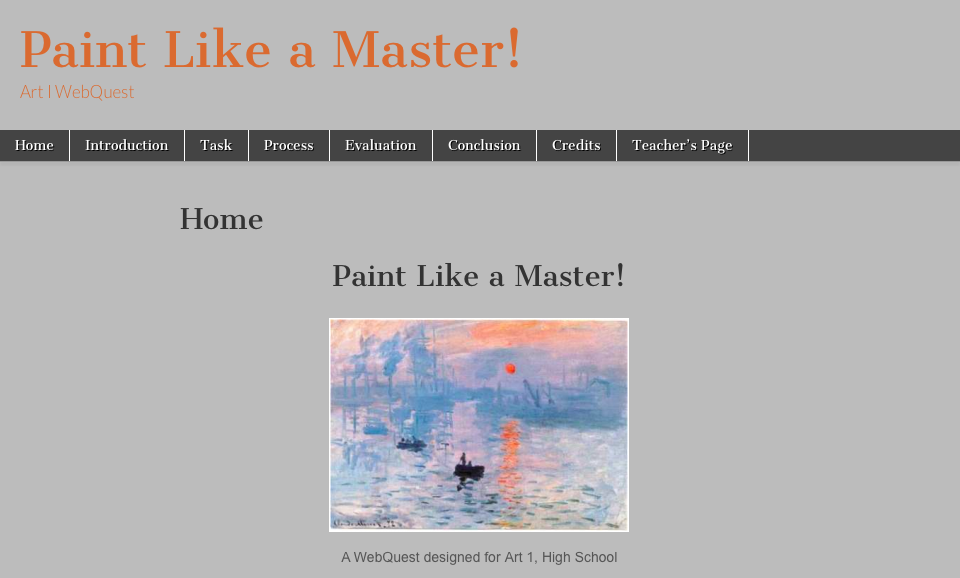 Paint Like a Master!
Art I WebQuest
Home Introduction Task Process Evaluation Conclusion Credits Teacher's Page
Home
Paint Like a Master!
A WebQuest designed for Art 1, High School